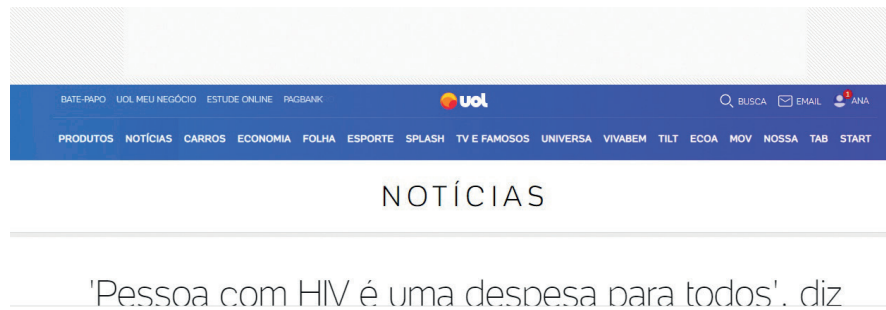 BATE-PAPO UOL MEU NEGÓCIO ESTUDE ONLINE PAGBANK uol BUSCA EMAIL 1 ANA
PRODUTOS NOTÍCIAS CARROS ECONOMIA FOLHA ESPORTE SPLASH TV E FAMOSOS UNIVERSA VIVABEM TILT ECOA MOV NOSSA TAB START
NOTÍCIAS
'Pessoa com HIV é uma despesa para todos', diz